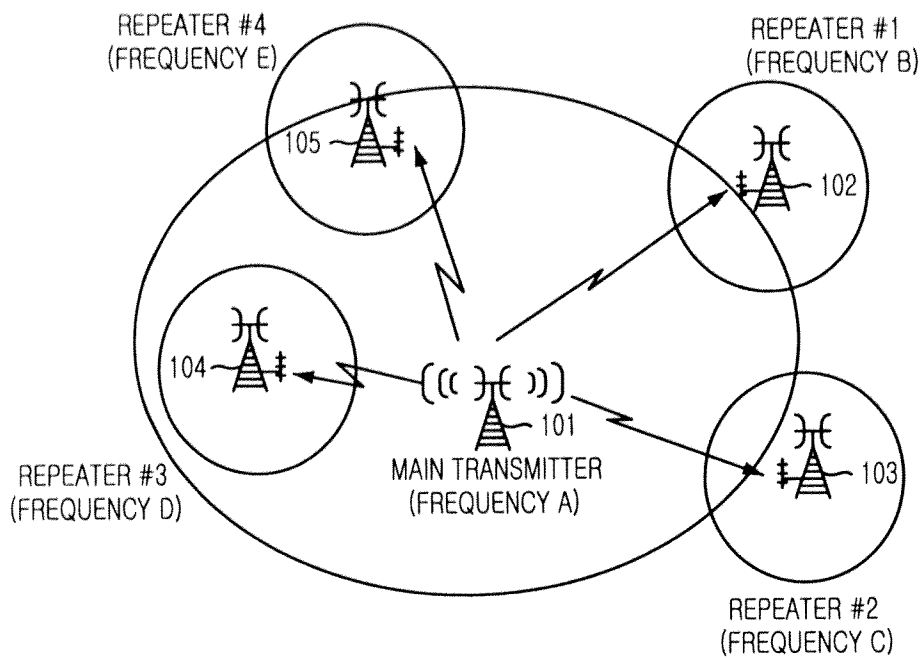 REPEATER #4
(FREQUENCY E)
REPEATER #1
(FREQUENCY B)
105
102
104
101
MAIN TRANSMITTER
(FREQUENCY A)
103
REPEATER #3
(FREQUENCY D)
REPEATER #2
(FREQUENCY C)